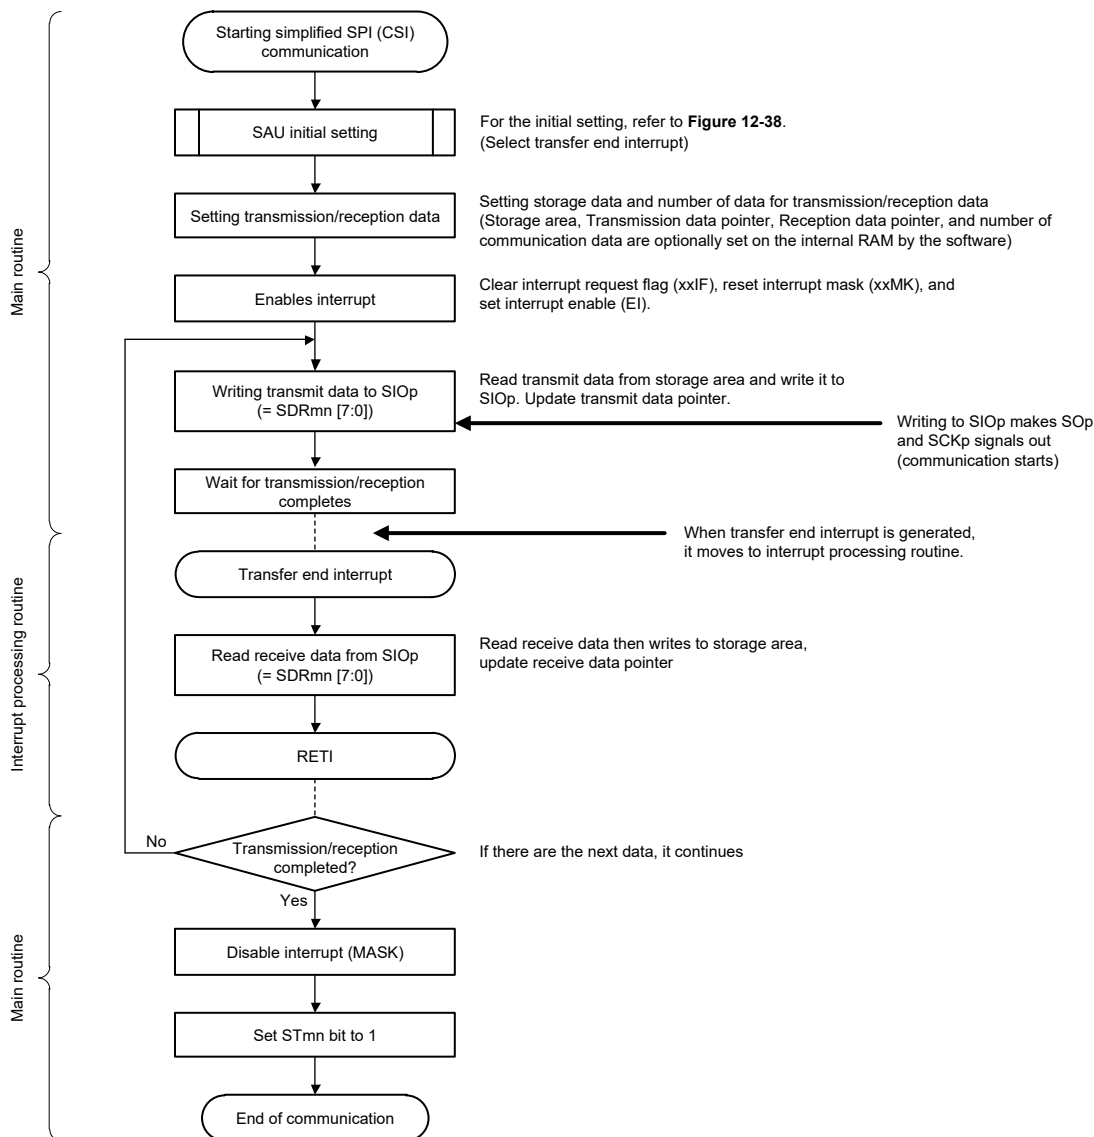 Starting simplified SPI (CSI)
communication
SAU initial setting
For the initial setting, refer to Figure 12-38.
(Select transfer end interrupt)
Setting transmission/reception data
Setting storage data and number of data for transmission/reception data
(Storage area, Transmission data pointer, Reception data pointer, and number of
communication data are optionally set on the internal RAM by the software)
Main routine
Enables interrupt
Clear interrupt request flag (xxIF), reset interrupt mask (xxMK), and
set interrupt enable (EI).
Writing transmit data to SIOp
(= SDRmn [7:0])
Read transmit data from storage area and write it to
SIOp. Update transmit data pointer.
Writing to SIOp makes SOp
and SCKp signals out
(communication starts)
Wait for transmission/reception
completes
When transfer end interrupt is generated,
it moves to interrupt processing routine.
Transfer end interrupt
Interrupt processing routine
Read receive data from SIOp
(= SDRmn [7:0])
Read receive data then writes to storage area,
update receive data pointer
RETI
No
Transmission/reception
completed?
If there are the next data, it continues
Yes
Main routine
Disable interrupt (MASK)
Set STmn bit to 1
End of communication